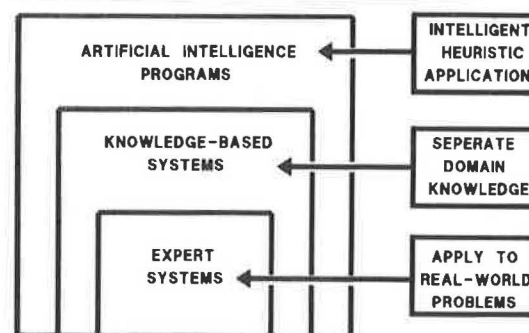 ARTIFICIAL INTELLIGENCE
PROGRAMS
INTELLIGENT
HEURISTIC
APPLICATION
KNOWLEDGE-BASED
SYSTEMS
SEPERATE
DOMAIN
KNOWLEDGE
EXPERT
SYSTEMS
APPLY TO
REAL-WORLD
PROBLEMS